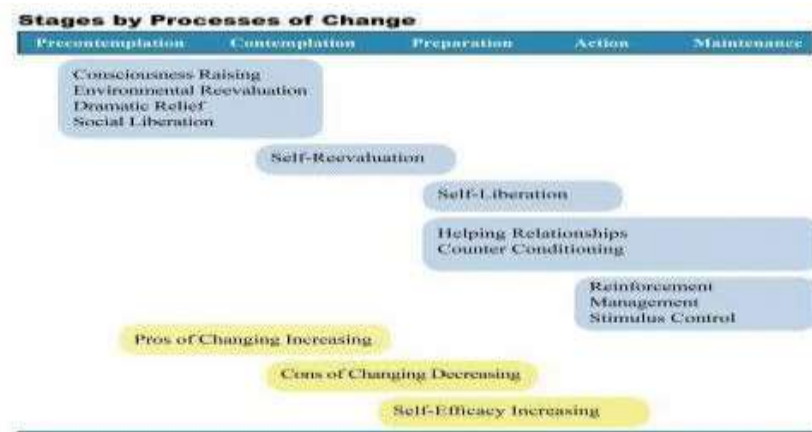 Stages by Processes of Change
Precontemplation Contemplation Preparation Action Maintenance
Consciousness Raising
Environmental Reevaluation
Dramatic Relief
Social Liberation
Self-Reevaluation
Self-Liberation
Helping Relationships
Counter Conditioning
Reinforcement
Management
Stimulus Control
Pros of Changing Increasing
Cons of Changing Decreasing
Self-Efficacy Increasing